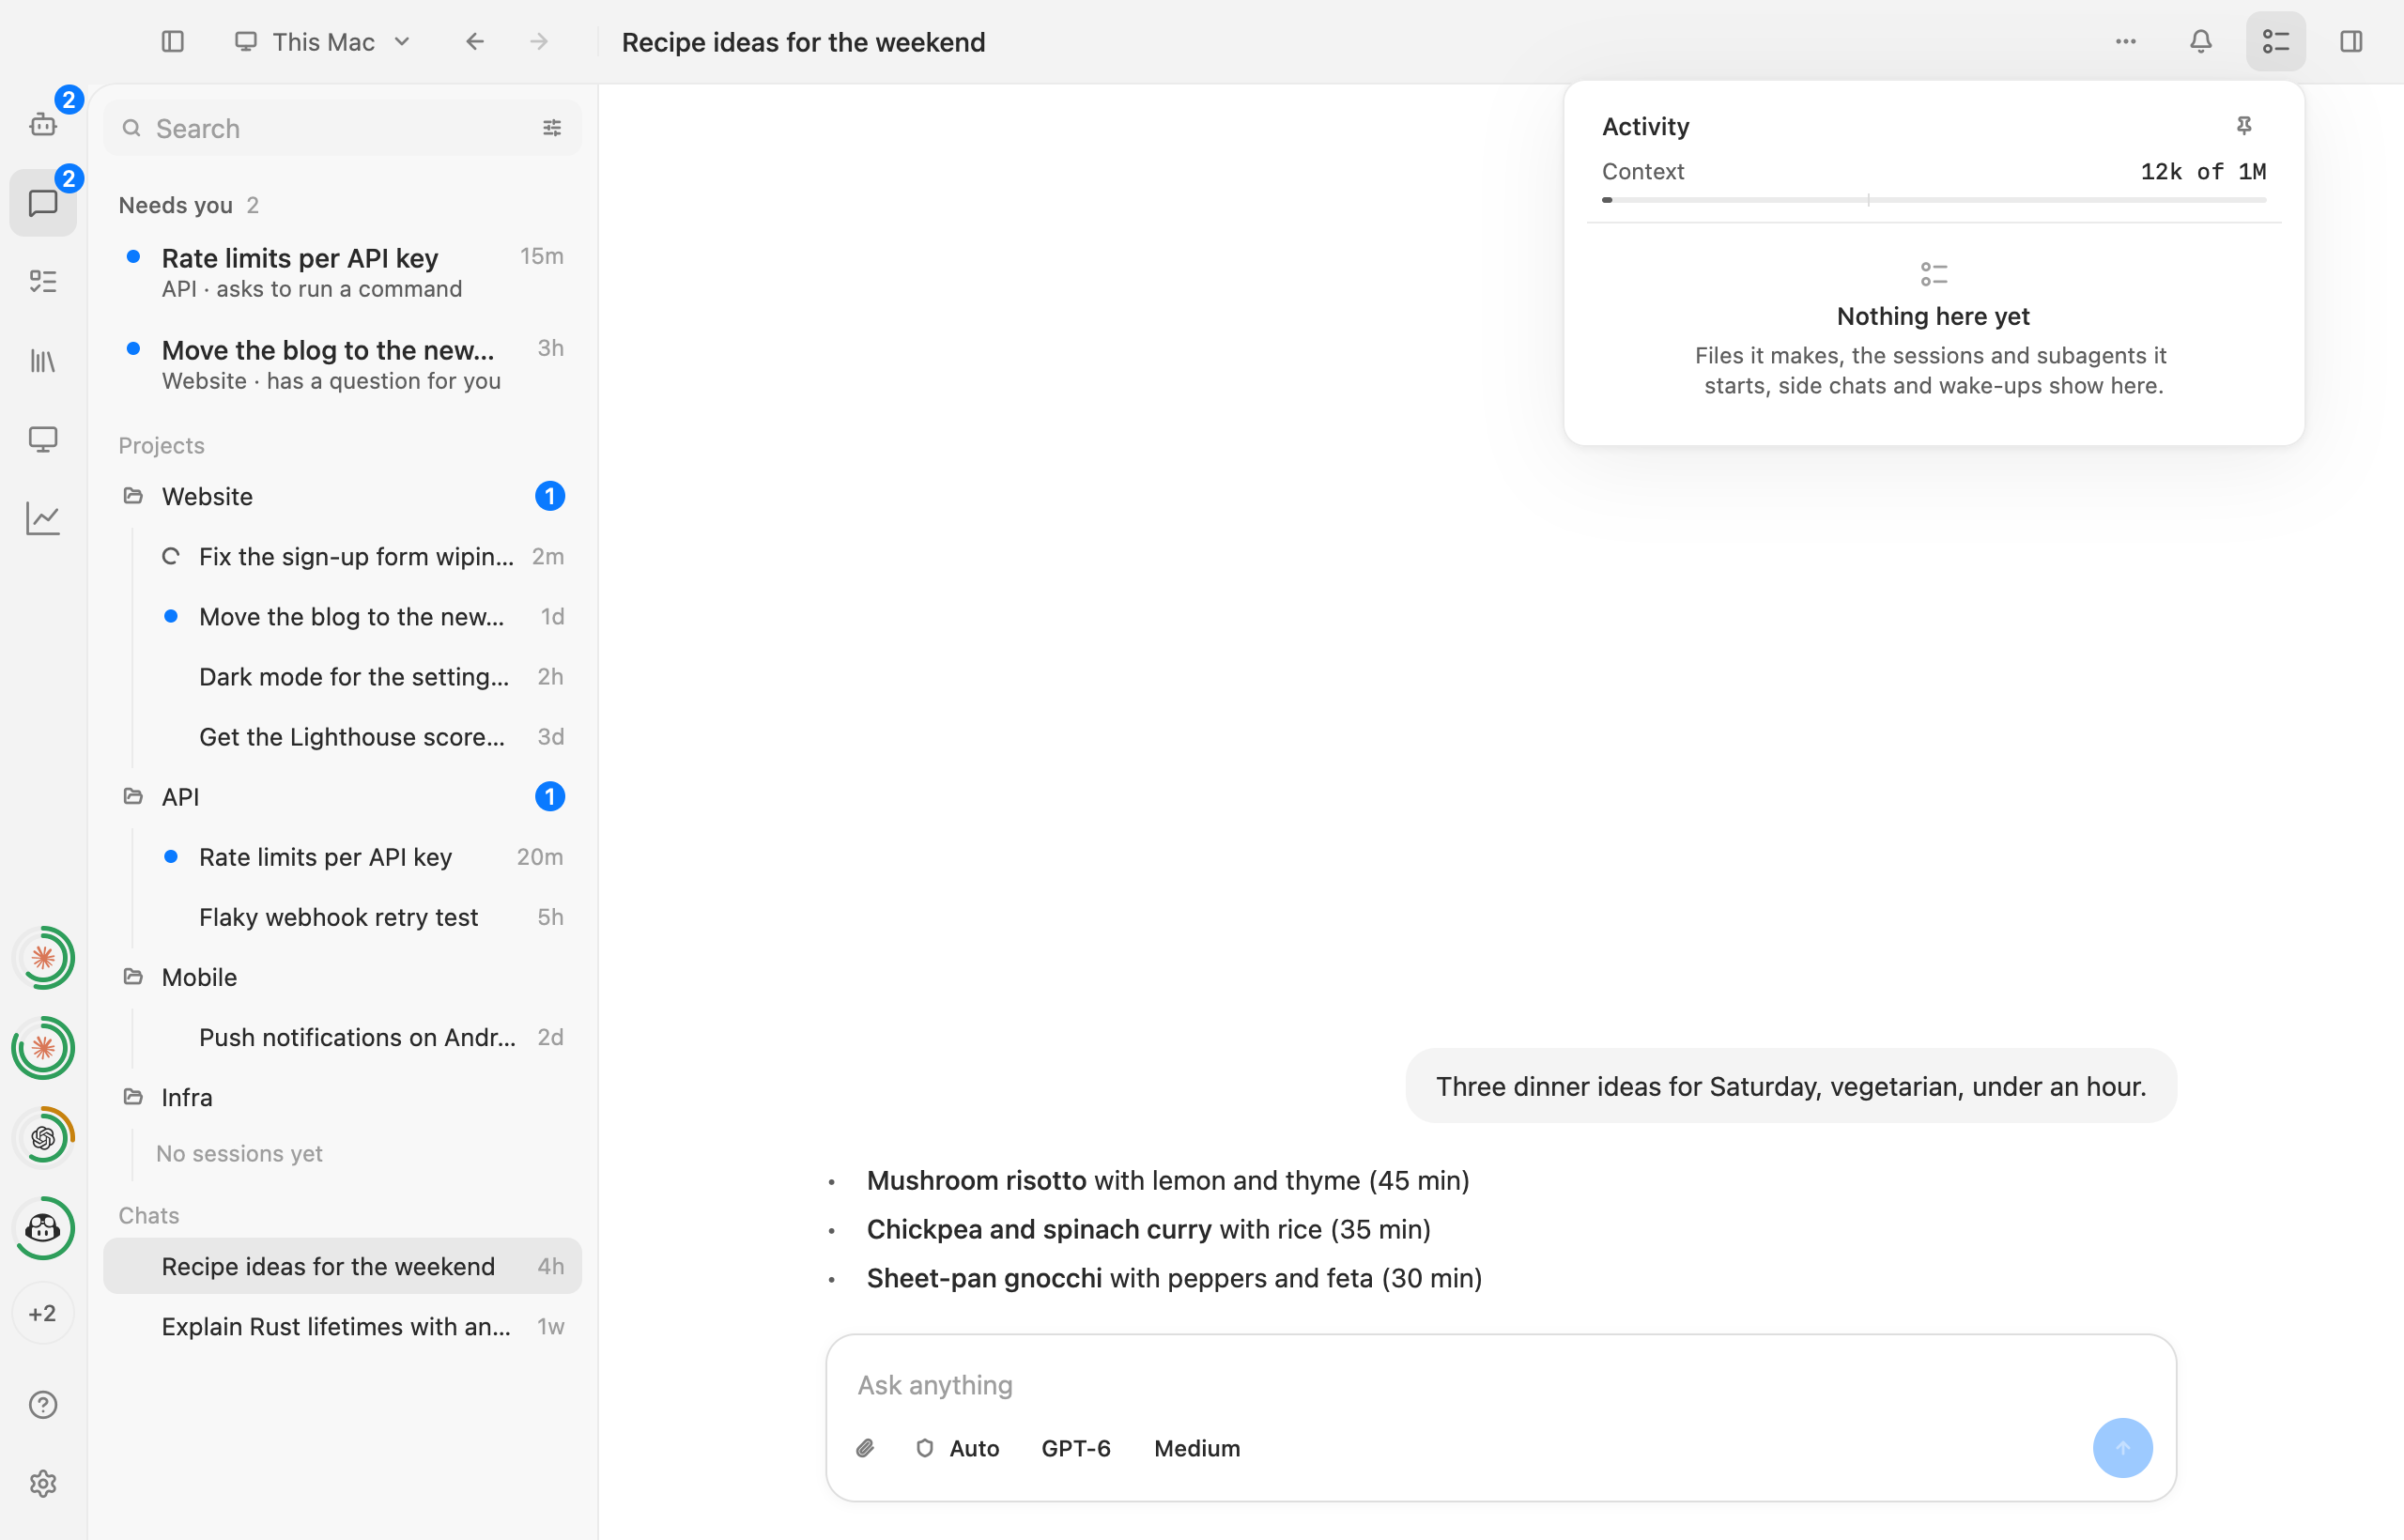 This Mac
Recipe ideas for the weekend
2
2
Search
Needs you 2
Rate limits per API key 15m
API · asks to run a command
Move the blog to the new... 3h
Website · has a question for you
Projects
Website 1
Fix the sign-up form wipin... 2m
Move the blog to the new... 1d
Dark mode for the setting... 2h
Get the Lighthouse score... 3d
API 1
Rate limits per API key 20m
Flaky webhook retry test 5h
Mobile
Push notifications on Andr... 2d
Infra
No sessions yet
Chats
Recipe ideas for the weekend 4h
Explain Rust lifetimes with an... 1w
+2
Activity
Context 12k of 1M
Nothing here yet
Files it makes, the sessions and subagents it
starts, side chats and wake-ups show here.
Three dinner ideas for Saturday, vegetarian, under an hour.
• Mushroom risotto with lemon and thyme (45 min)
• Chickpea and spinach curry with rice (35 min)
• Sheet-pan gnocchi with peppers and feta (30 min)
Ask anything
Auto GPT-6 Medium